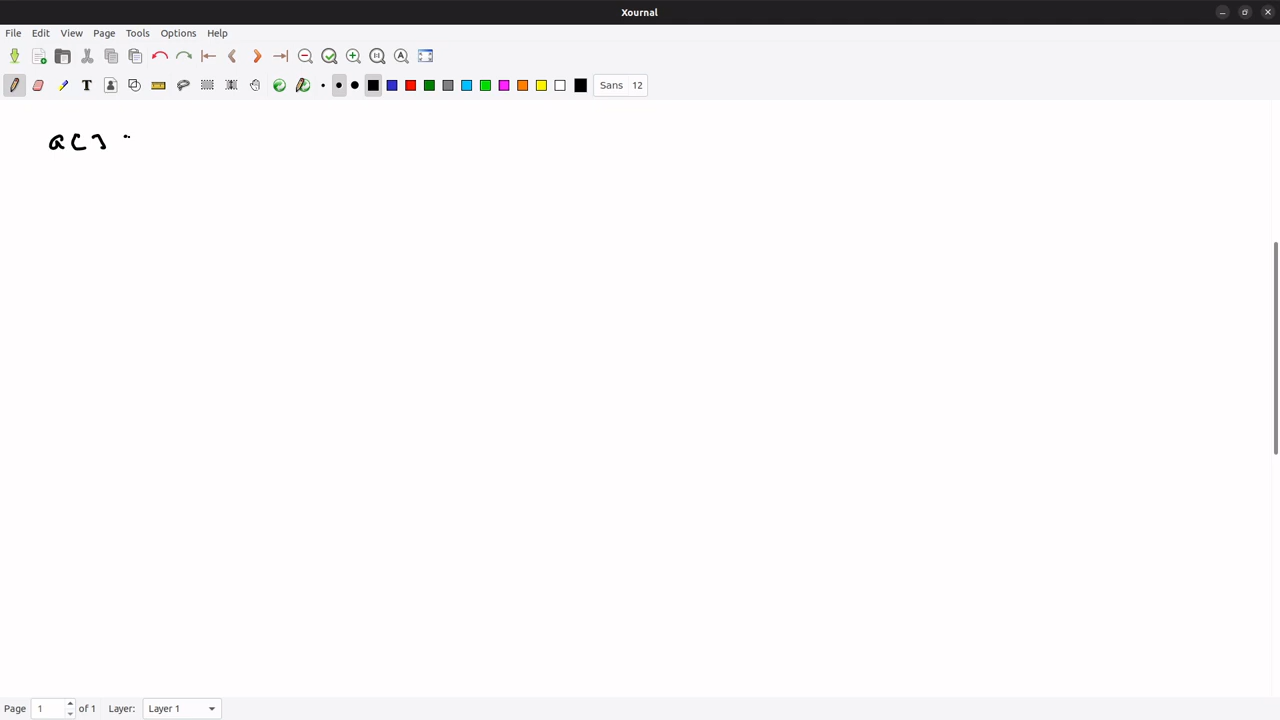 Xournal
File Edit View Page Tools Options Help
Sans 12
a[]
Page 1 of 1 Layer: Layer 1